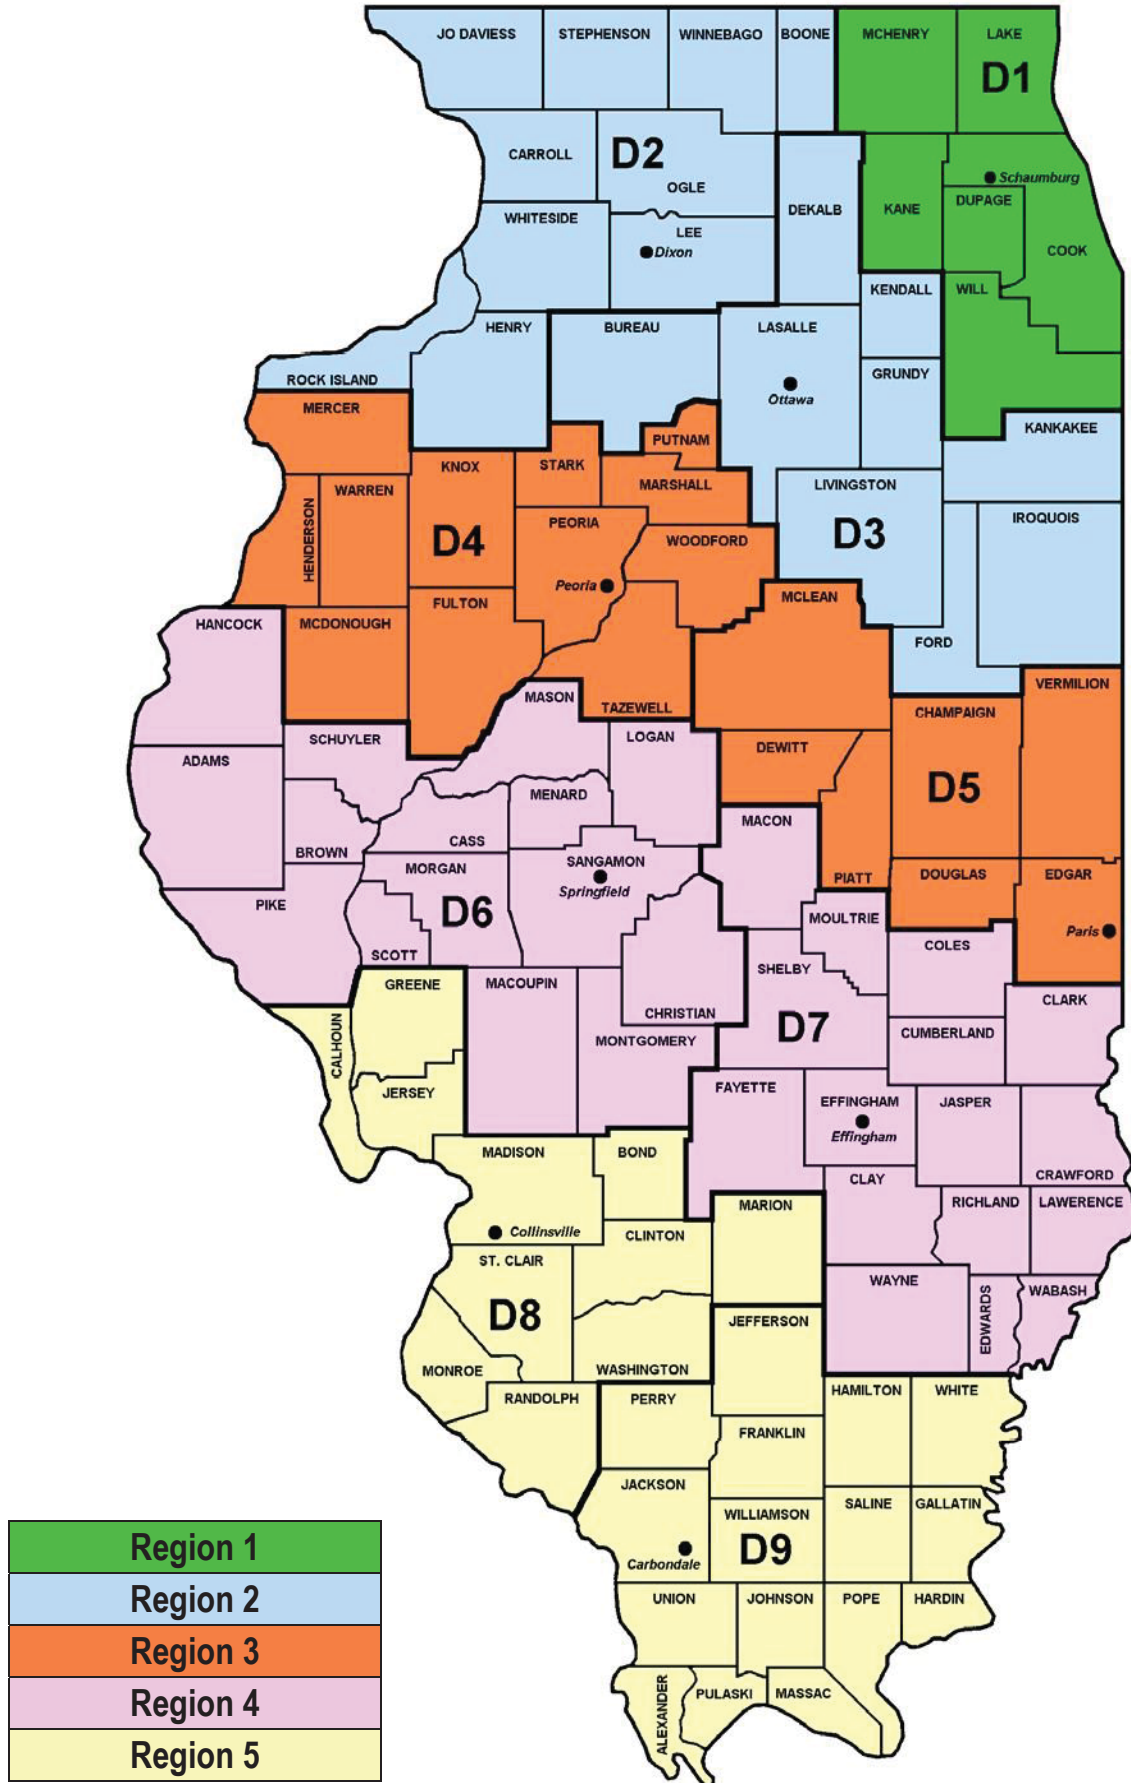 JO DAVIESS
STEPHENSON
WINNEBAGO
BOONE
MCHENRY
LAKE
D1
CARROLL
D2
OGLE
DEKALB
KANE
Schaumburg
DUPAGE
COOK
WHITESIDE
LEE
Dixon
KENDALL
WILL
HENRY
BUREAU
LASALLE
GRUNDY
ROCK ISLAND
Ottawa
MERCER
KANKAKEE
PUTNAM
KNOX
STARK
MARSHALL
LIVINGSTON
WARREN
HENDERSON
D4
PEORIA
WOODFORD
D3
IROQUOIS
Peoria
FULTON
MCLEAN
HANCOCK
MCDONOUGH
FORD
MASON
TAZEWELL
VERMILION
CHAMPAIGN
SCHUYLER
LOGAN
DEWITT
ADAMS
D5
MENARD
MACON
BROWN
CASS
SANGAMON
Springfield
MORGAN
PIATT
DOUGLAS
EDGAR
PIKE
D6
MOULTRIE
Paris
SCOTT
COLES
GREENE
MACOUPIN
SHELBY
CHRISTIAN
CLARK
CALHOUN
MONTGOMERY
D7
CUMBERLAND
JERSEY
FAYETTE
EFFINGHAM
Effingham
JASPER
MADISON
BOND
CLAY
CRAWFORD
MARION
RICHLAND
LAWERENCE
Collinsville
CLINTON
ST. CLAIR
WAYNE
EDWARDS
WABASH
D8
JEFFERSON
MONROE
WASHINGTON
RANDOLPH
PERRY
HAMILTON
WHITE
FRANKLIN
JACKSON
WILLIAMSON
SALINE
GALLATIN
Carbondale
D9
UNION
JOHNSON
POPE
HARDIN
ALEXANDER
PULASKI
MASSAC
Region 1
Region 2
Region 3
Region 4
Region 5